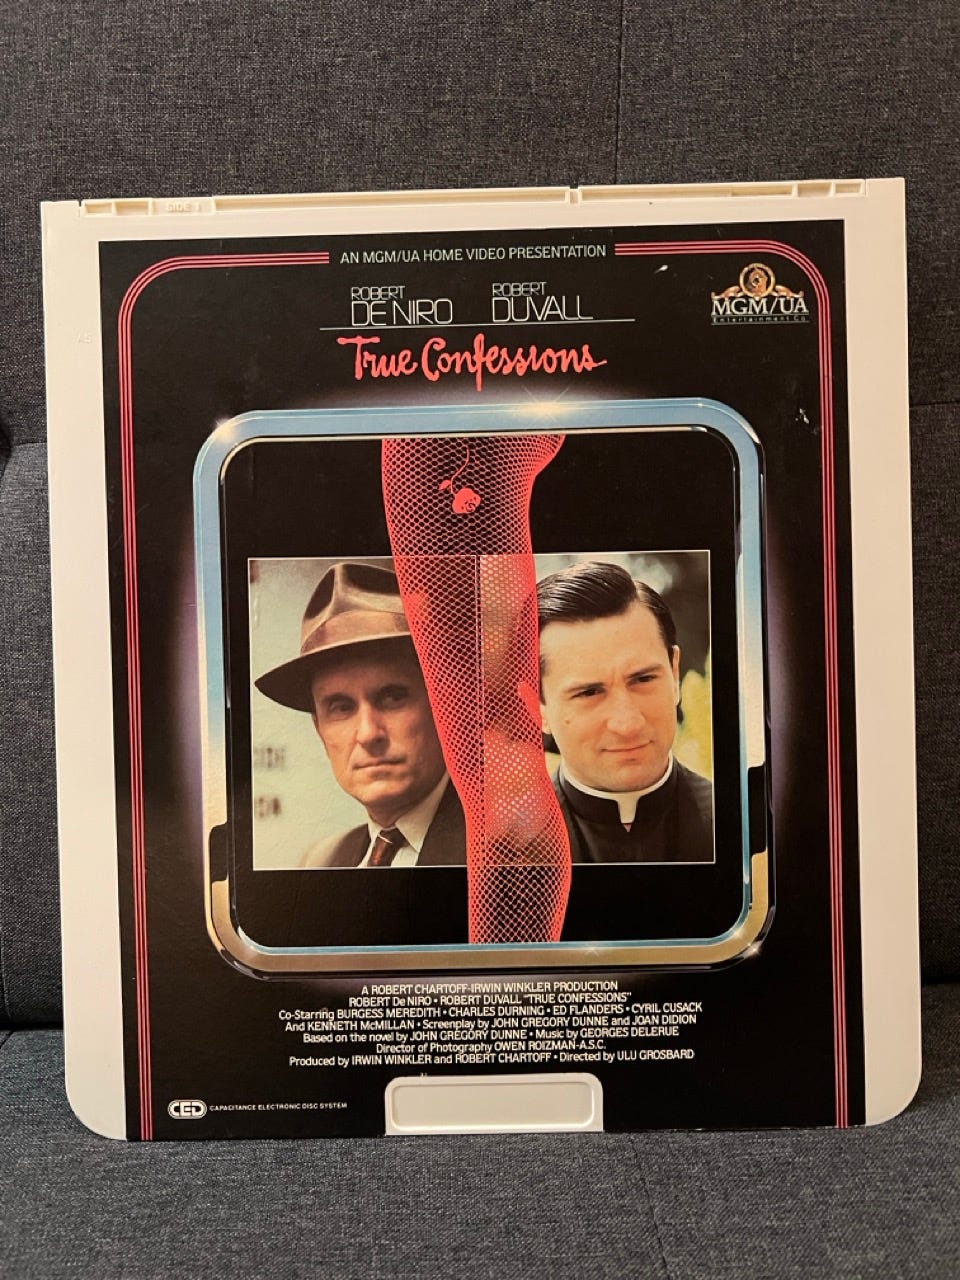 SIDE 1
AN MGM/UA HOME VIDEO PRESENTATION
ROBERT DE NIRO
ROBERT DUVALL
MGM/UA
Entertainment Co.
True Confessions
A ROBERT CHARTOFF-IRWIN WINKLER PRODUCTION
ROBERT De NIRO • ROBERT DUVALL "TRUE CONFESSIONS"
Co-Starring BURGESS MEREDITH • CHARLES DURNING • ED FLANDERS • CYRIL CUSACK
And KENNETH McMILLAN • Screenplay by JOHN GREGORY DUNNE and JOAN DIDION
Based on the novel by JOHN GREGORY DUNNE • Music by GEORGES DELERUE
Director of Photography OWEN ROIZMAN-A.S.C.
Produced by IRWIN WINKLER and ROBERT CHARTOFF • Directed by ULU GROSBARD
CED CAPACITANCE ELECTRONIC DISC SYSTEM